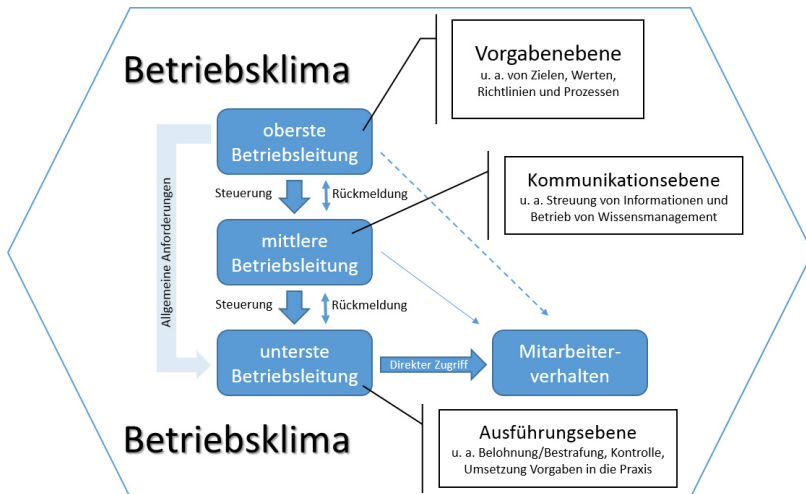 Betriebsklima
Vorgabenebene
u. a. von Zielen, Werten,
Richtlinien und Prozessen
oberste
Betriebsleitung
Allgemeine Anforderungen
Steuerung
Rückmeldung
Kommunikationsebene
u. a. Streuung von Informationen und
Betrieb von Wissensmanagement
mittlere
Betriebsleitung
Steuerung
Rückmeldung
unterste
Betriebsleitung
Direkter Zugriff
Mitarbeiter-
verhalten
Betriebsklima
Ausführungsebene
u. a. Belohnung/Bestrafung, Kontrolle,
Umsetzung Vorgaben in die Praxis